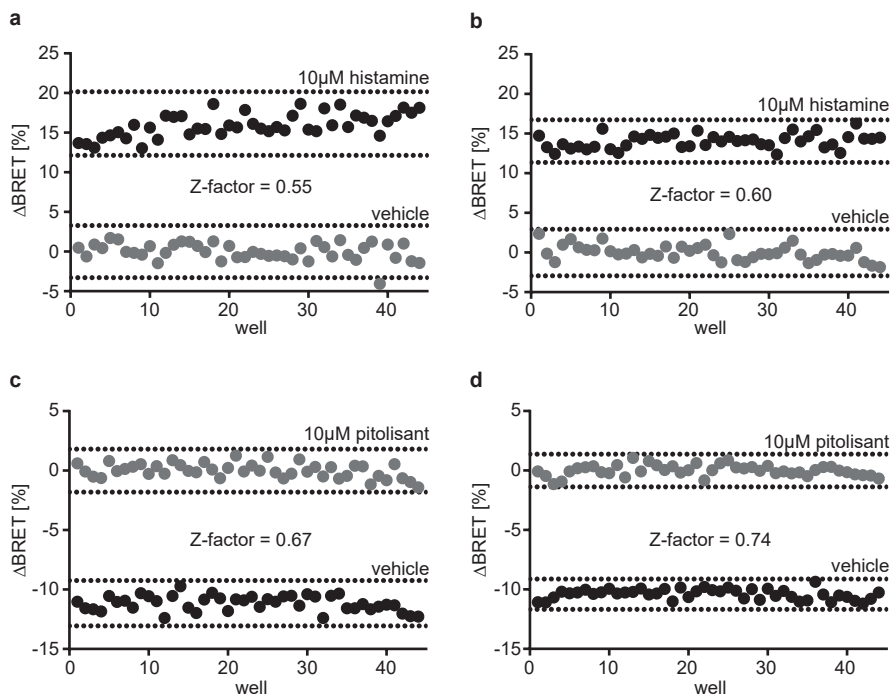 a
25
20
15
10
5
0
-5
ΔBRET [%]
10µM histamine
Z-factor = 0.55
vehicle
0 10 20 30 40
well
b
25
20
15
10
5
0
-5
ΔBRET [%]
10µM histamine
Z-factor = 0.60
vehicle
0 10 20 30 40
well
c
5
0
-5
-10
-15
ΔBRET [%]
10µM pitolisant
Z-factor = 0.67
vehicle
0 10 20 30 40
well
d
5
0
-5
-10
-15
ΔBRET [%]
10µM pitolisant
Z-factor = 0.74
vehicle
0 10 20 30 40
well